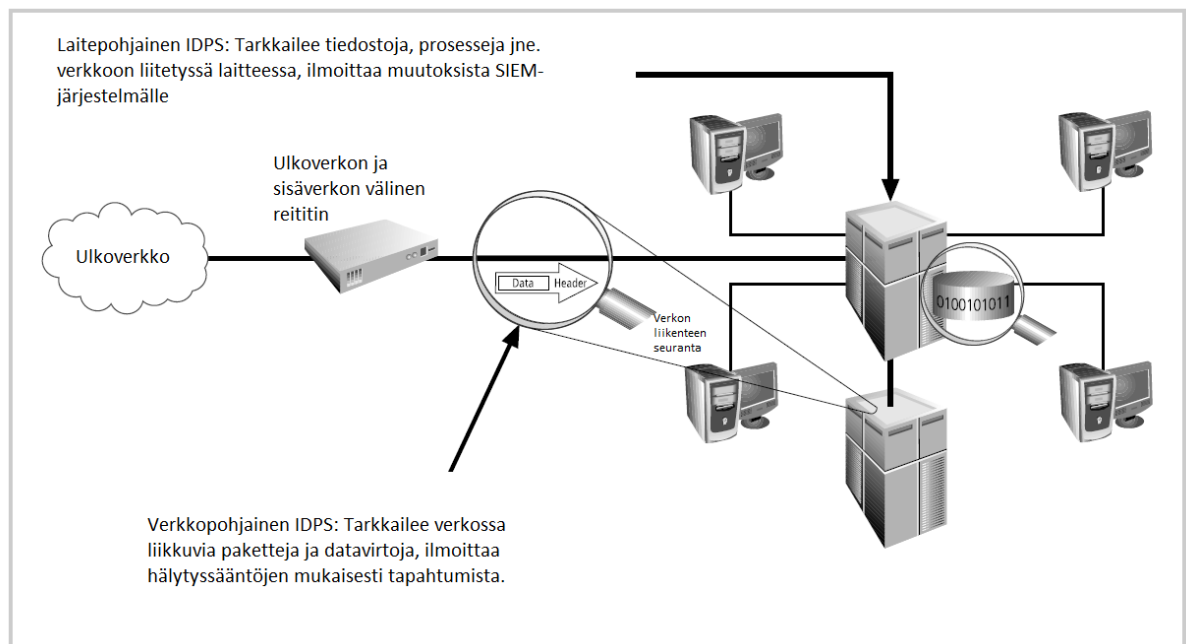 Laitepohjainen IDPS: Tarkkailee tiedostoja, prosesseja jne.
verkkoon liitetyssä laitteessa, ilmoittaa muutoksista SIEM-
järjestelmälle
Ulkoverkon ja
sisäverkon välinen
reititin
Ulkoverkko
Data
Header
0100101011
Verkon
liikenteen
seuranta
Verkkopohjainen IDPS: Tarkkailee verkossa
liikkuvia paketteja ja datavirtoja, ilmoittaa
hälytyssääntöjen mukaisesti tapahtumista.